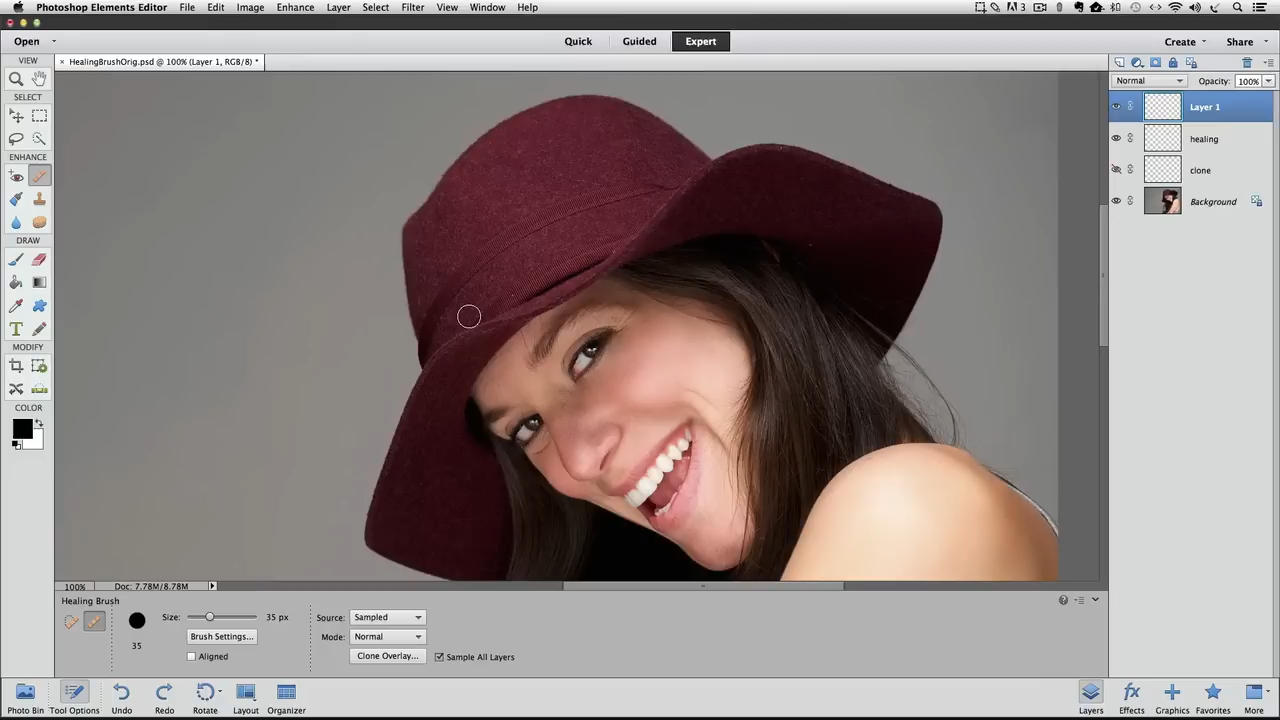 Photoshop Elements Editor File Edit Image Enhance Layer Select Filter View Window Help 3
Open Quick Guided Expert Create Share
VIEW
× HealingBrushOrig.psd @ 100% (Layer 1, RGB/8) *
Normal Opacity: 100%
SELECT
Layer 1
healing
ENHANCE
clone
Background
DRAW
T
MODIFY
COLOR
100% Doc: 7.78M/8.78M
Healing Brush
Size: 35 px Source: Sampled
Brush Settings... Mode: Normal
35
Aligned Clone Overlay... Sample All Layers
fx
Photo Bin Tool Options Undo Redo Rotate Layout Organizer Layers Effects Graphics Favorites More